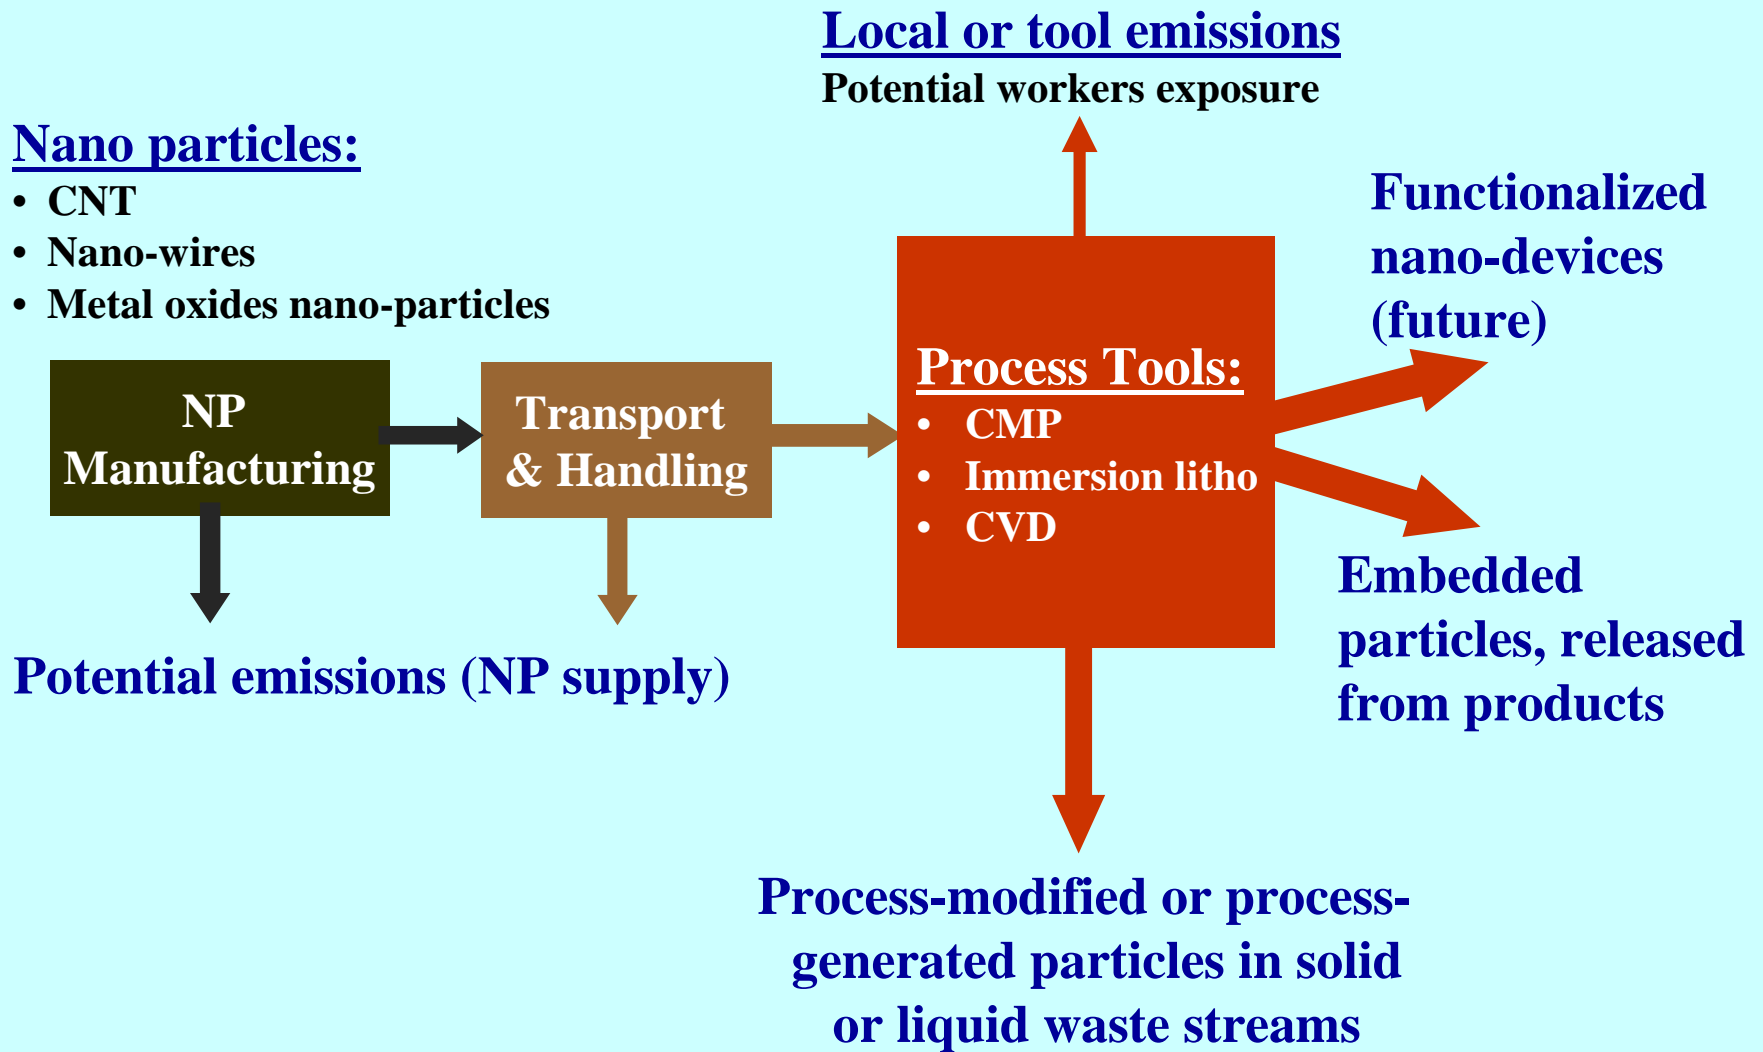 Local or tool emissions
Potential workers exposure
Nano particles:
• CNT
• Nano-wires
• Metal oxides nano-particles
NP
Manufacturing
Transport
& Handling
Process Tools:
• CMP
• Immersion litho
• CVD
Functionalized
nano-devices
(future)
Embedded
particles, released
from products
Potential emissions (NP supply)
Process-modified or process-
generated particles in solid
or liquid waste streams